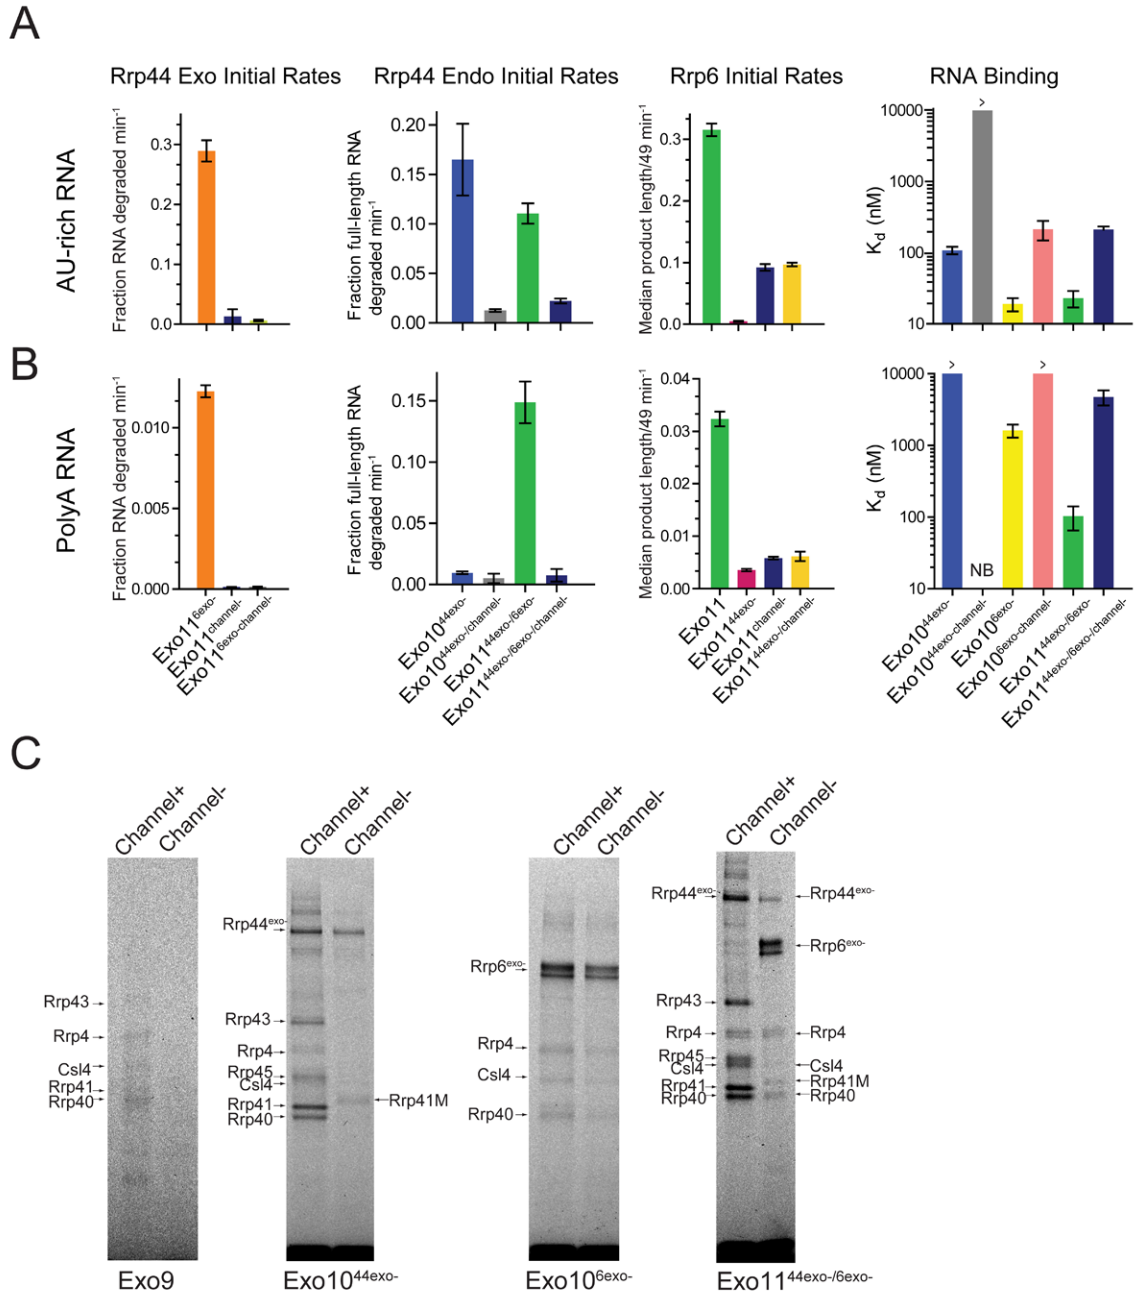 A
Rrp44 Exo Initial Rates
Rrp44 Endo Initial Rates
Rrp6 Initial Rates
RNA Binding
AU-rich RNA
Fraction RNA degraded min-1
0.3
0.2
0.1
0.0
Fraction full-length RNA
degraded min-1
0.20
0.15
0.10
0.05
0.00
Median product length/49 min-1
0.3
0.2
0.1
0.0
Kd (nM)
10000
1000
100
10
>
B
PolyA RNA
Fraction RNA degraded min-1
0.010
0.005
0.000
Exo11 6exo-
Exo11 channel-
Exo11 6exo-channel-
Fraction full-length RNA
degraded min-1
0.15
0.10
0.05
0.00
Exo10 44exo-
Exo10 44exo-/channel-
Exo11 44exo-/6exo-
Exo11 44exo-/6exo-/channel-
Median product length/49 min-1
0.04
0.03
0.02
0.01
0.00
Exo11
Exo11 44exo-
Exo11 channel-
Exo11 44exo-/channel-
Kd (nM)
10000
1000
100
10
>
NB
>
Exo10 44exo-
Exo10 44exo-channel-
Exo10 6exo-
Exo10 6exo-channel-
Exo11 44exo-/6exo-
Exo11 44exo-/6exo-/channel-
C
Channel+
Channel-
Rrp43
Rrp4
Csl4
Rrp41
Rrp40
Exo9
Channel+
Channel-
Rrp44exo-
Rrp43
Rrp4
Rrp45
Csl4
Rrp41
Rrp40
Rrp41M
Exo10 44exo-
Channel+
Channel-
Rrp6exo-
Rrp4
Csl4
Rrp40
Exo10 6exo-
Channel+
Channel-
Rrp44exo-
Rrp43
Rrp4
Rrp45
Csl4
Rrp41
Rrp40
Rrp44exo-
Rrp6exo-
Rrp4
Csl4
Rrp41M
Rrp40
Exo11 44exo-/6exo-